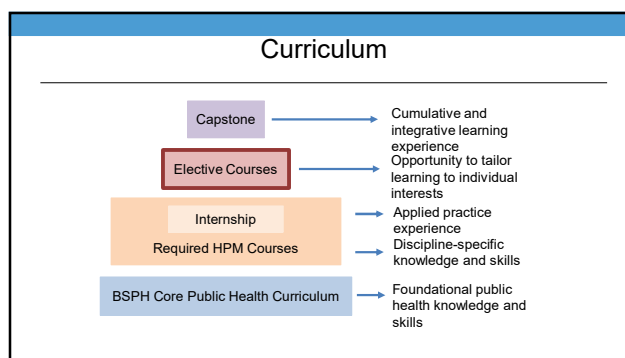 Curriculum
Capstone
Cumulative and
integrative learning
experience
Elective Courses
Opportunity to tailor
learning to individual
interests
Internship
Applied practice
experience
Required HPM Courses
Discipline-specific
knowledge and skills
BSPH Core Public Health Curriculum
Foundational public
health knowledge and
skills